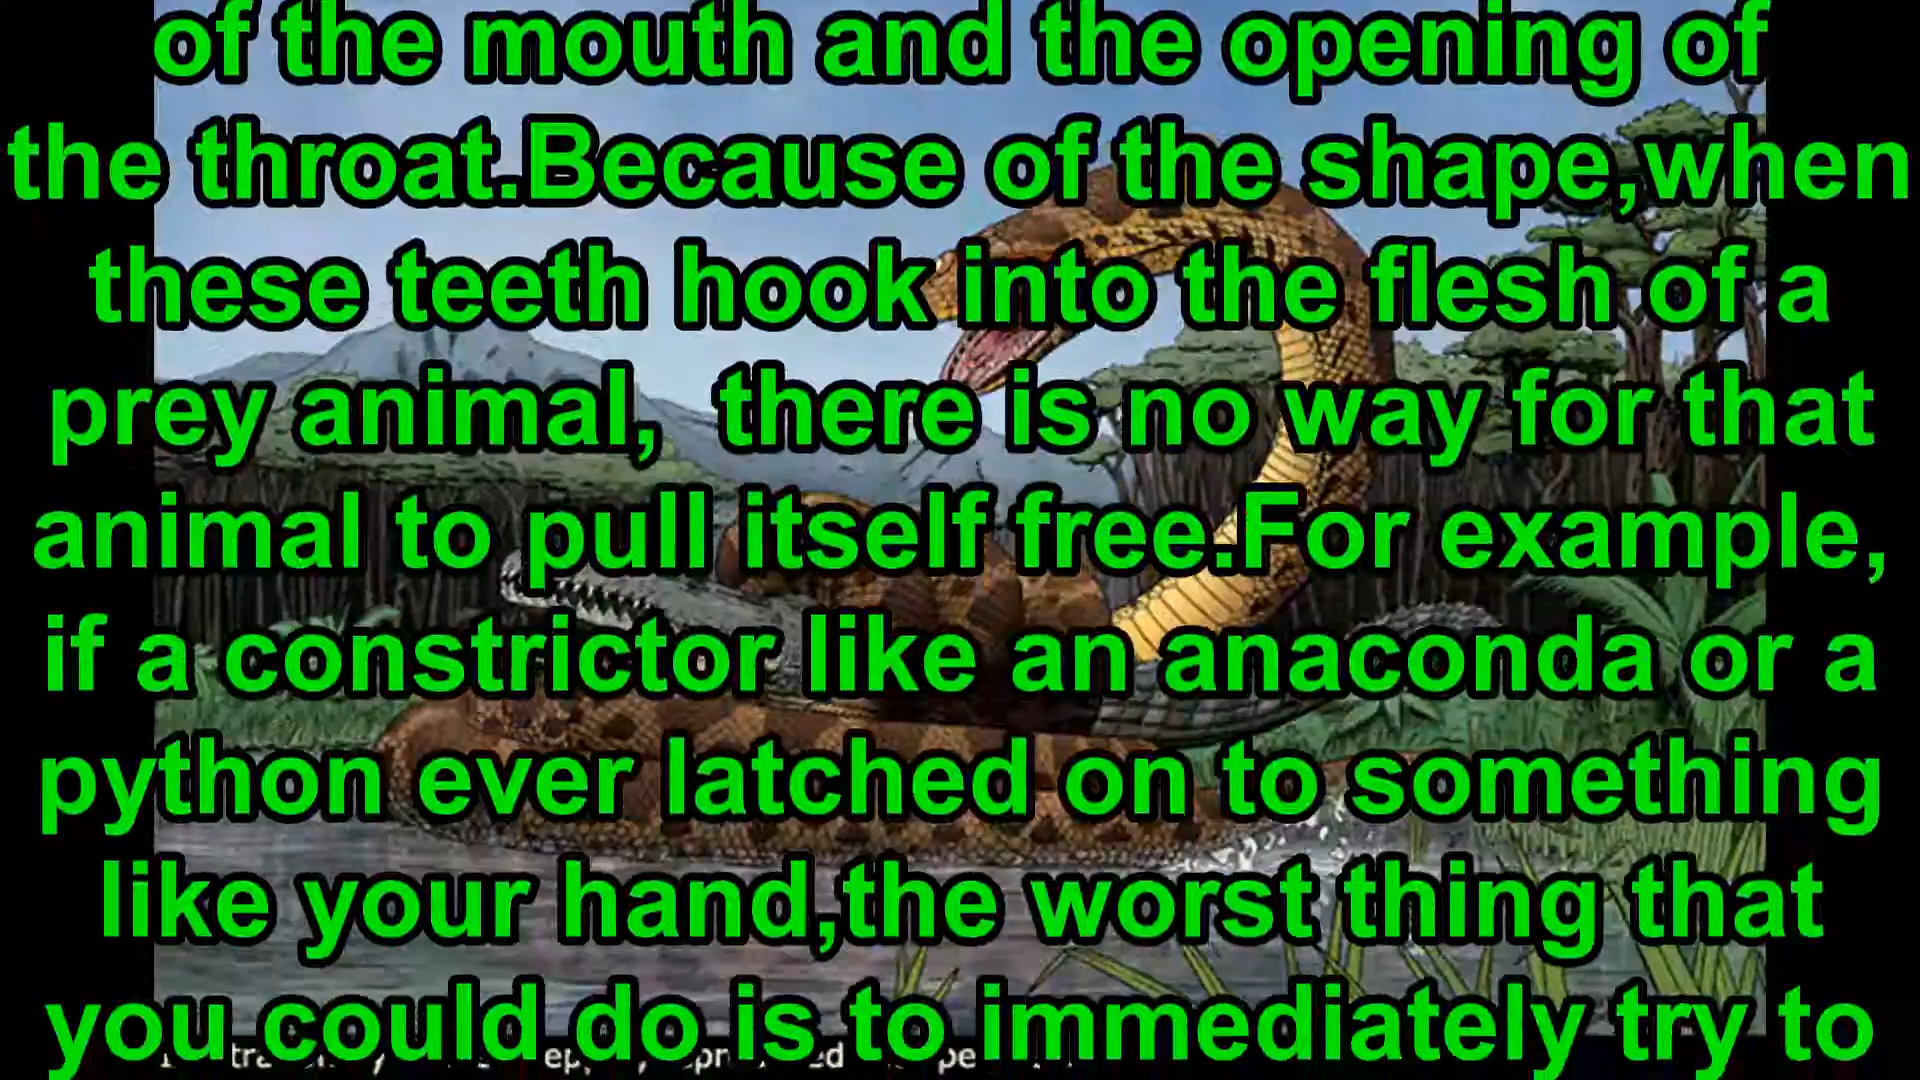 of the mouth and the opening of
the throat.Because of the shape,when
these teeth hook into the flesh of a
prey animal,  there is no way for that
animal to pull itself free.For example,
if a constrictor like an anaconda or a
python ever latched on to something
like your hand,the worst thing that
you could do is to immediately try to